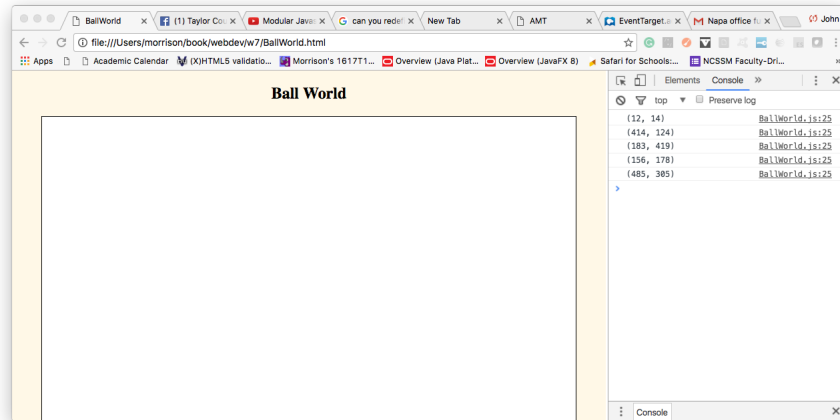 BallWorld
(1) Taylor Cou
Modular Javas
can you redef
New Tab
AMT
EventTarget.a
Napa office fu
John
file:///Users/morrison/book/webdev/w7/BallWorld.html
Apps
Academic Calendar
(X)HTML5 validatio...
Morrison's 1617T1...
Overview (Java Plat...
Overview (JavaFX 8)
Safari for Schools:...
NCSSM Faculty-Dri...
»
Ball World
Elements Console »
top ▼ Preserve log
(12, 14) BallWorld.js:25
(414, 124) BallWorld.js:25
(183, 419) BallWorld.js:25
(156, 178) BallWorld.js:25
(485, 305) BallWorld.js:25
>
Console